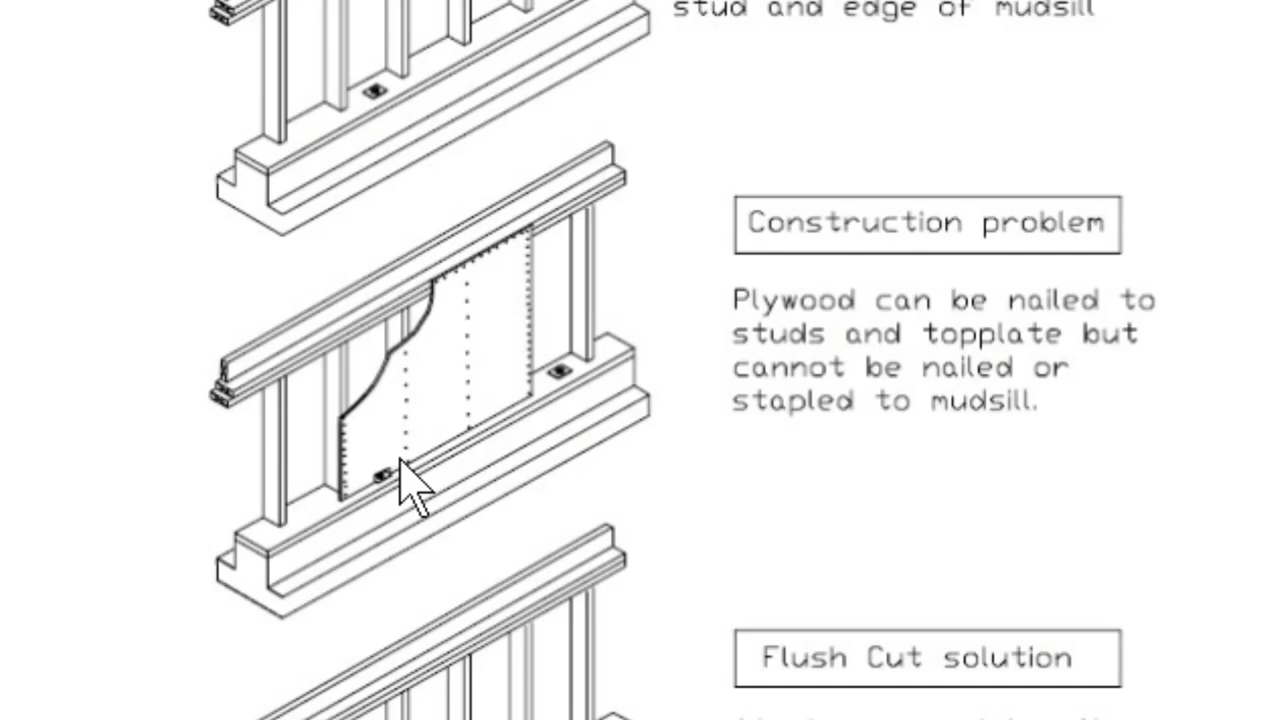 stud and edge of mudsill
Construction problem
Plywood can be nailed to
studs and topplate but
cannot be nailed or
stapled to mudsill.
Flush Cut solution